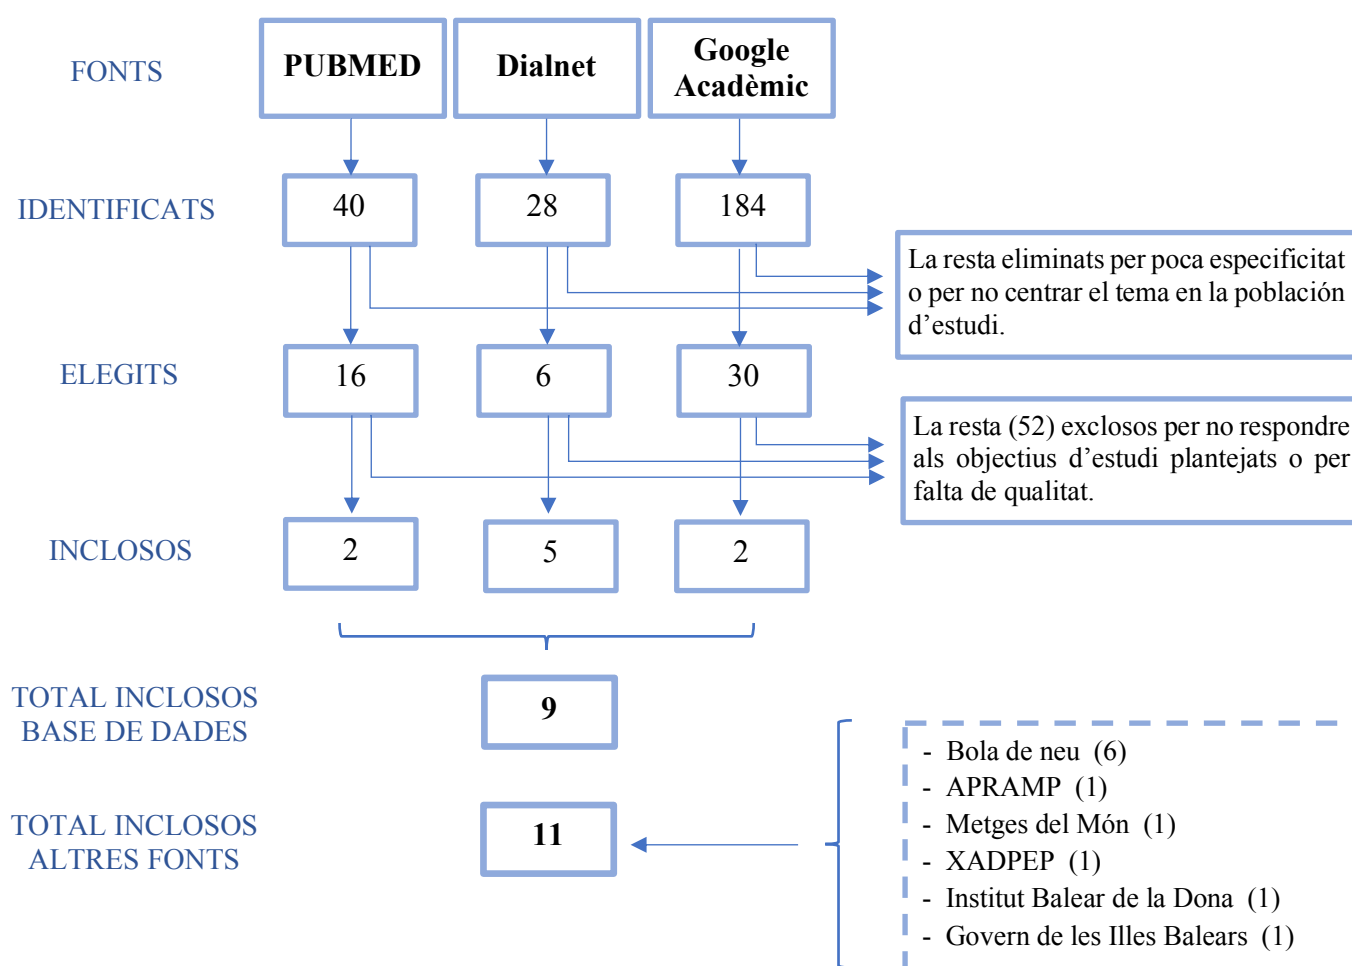 FONTS
PUBMED
Dialnet
Google
Acadèmic
IDENTIFICATS
40
28
184
La resta eliminats per poca especificitat
o per no centrar el tema en la población
d’estudi.
ELEGITS
16
6
30
La resta (52) exclosos per no respondre
als objectius d’estudi plantejats o per
falta de qualitat.
INCLOSOS
2
5
2
TOTAL INCLOSOS
BASE DE DADES
9
TOTAL INCLOSOS
ALTRES FONTS
11
- Bola de neu (6)
- APRAMP (1)
- Metges del Món (1)
- XADPEP (1)
- Institut Balear de la Dona (1)
- Govern de les Illes Balears (1)